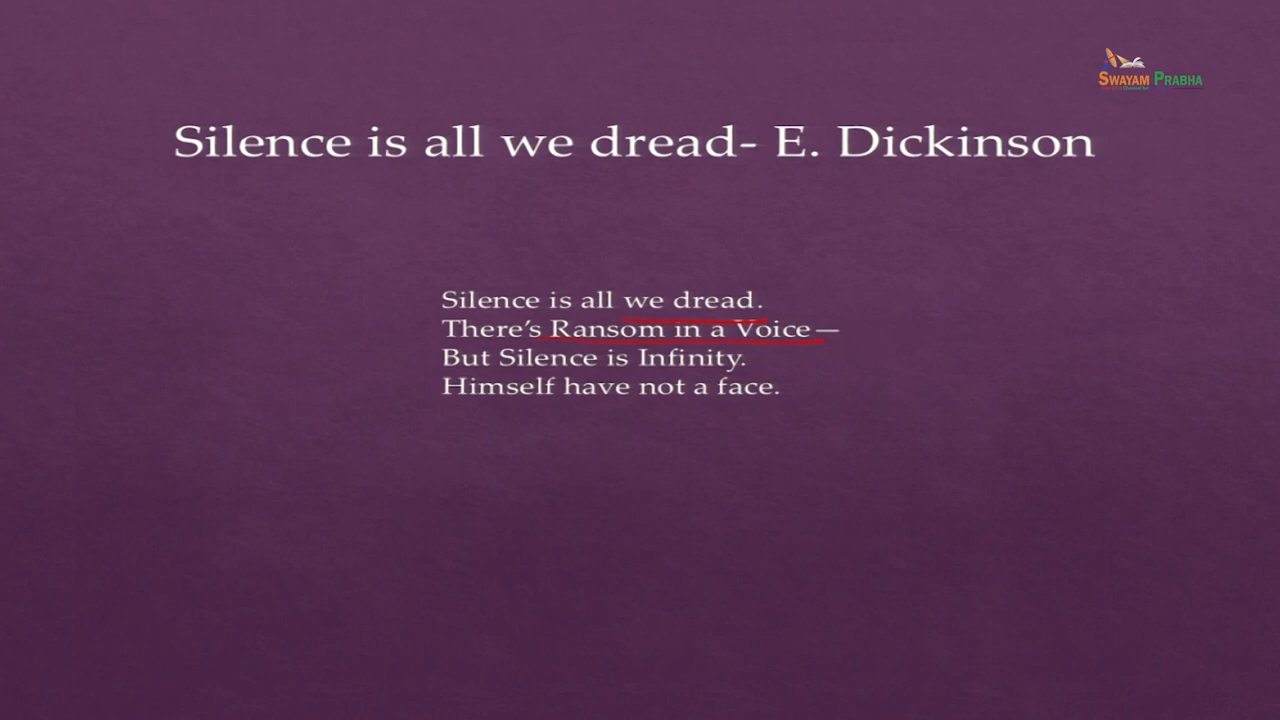 SWAYAM PRABHA
Silence is all we dread- E. Dickinson
Silence is all we dread.
There's Ransom in a Voice—
But Silence is Infinity.
Himself have not a face.